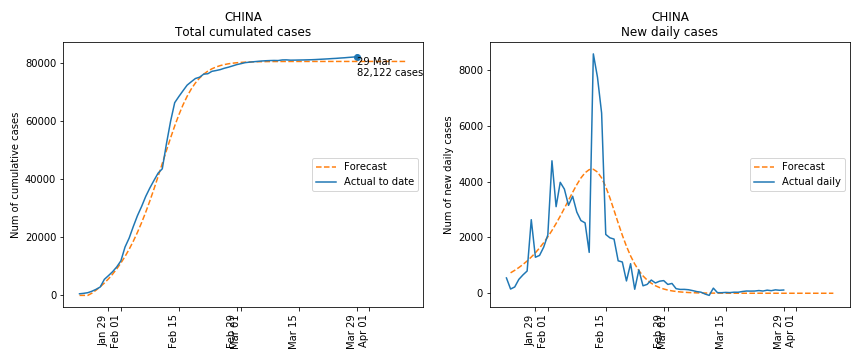 CHINA
Total cumulated cases
Num of cumulative cases
80000
60000
40000
20000
0
29 Mar
82,122 cases
Forecast
Actual to date
Jan 29
Feb 01
Feb 15
Feb 29
Mar 01
Mar 15
Mar 29
Apr 01
CHINA
New daily cases
Num of new daily cases
8000
6000
4000
2000
0
Forecast
Actual daily
Jan 29
Feb 01
Feb 15
Feb 29
Mar 01
Mar 15
Mar 29
Apr 01